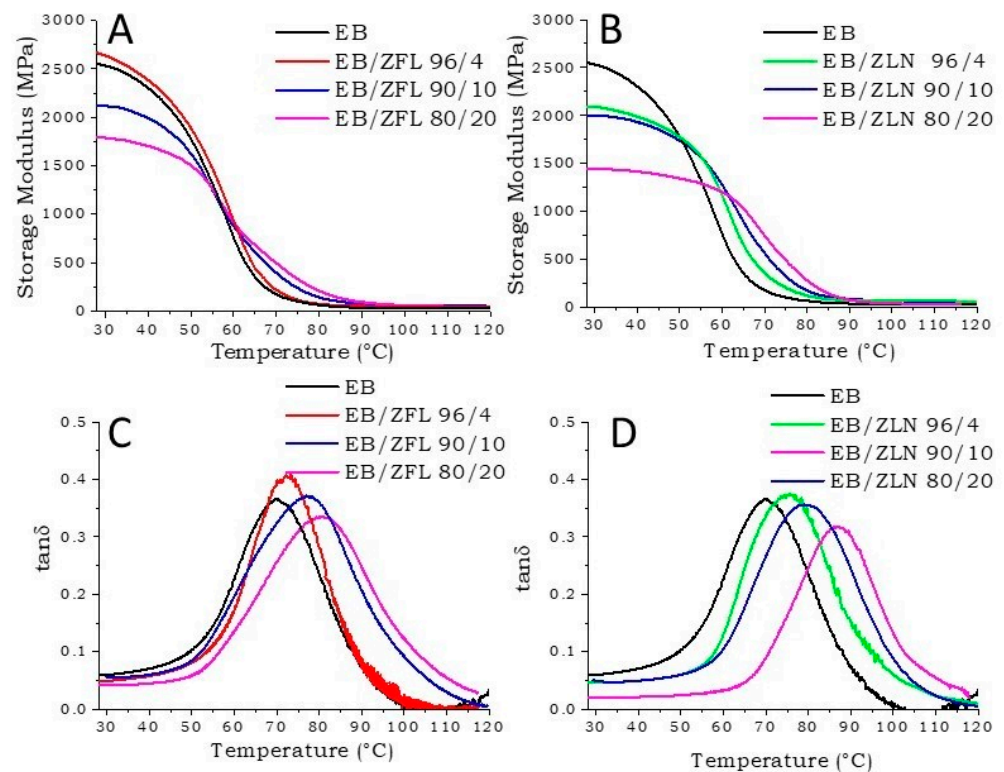 A
EB
EB/ZFL 96/4
EB/ZFL 90/10
EB/ZFL 80/20
Storage Modulus (MPa)
3000
2500
2000
1500
1000
500
0
30 40 50 60 70 80 90 100 110 120
Temperature (°C)
B
EB
EB/ZLN 96/4
EB/ZLN 90/10
EB/ZLN 80/20
Storage Modulus (MPa)
3000
2500
2000
1500
1000
500
0
30 40 50 60 70 80 90 100 110 120
Temperature (°C)
C
EB
EB/ZFL 96/4
EB/ZFL 90/10
EB/ZFL 80/20
tanδ
0.5
0.4
0.3
0.2
0.1
0.0
30 40 50 60 70 80 90 100 110 120
Temperature (°C)
D
EB
EB/ZLN 96/4
EB/ZLN 90/10
EB/ZLN 80/20
tanδ
0.5
0.4
0.3
0.2
0.1
0.0
30 40 50 60 70 80 90 100 110 120
Temperature (°C)